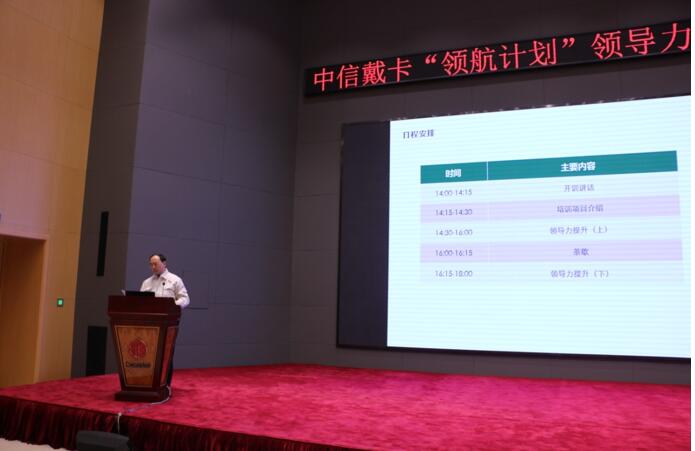 中信戴卡“领航计划”领导力
日程安排
时间 主要内容
14:00-14:15 开训讲话
14:15-14:30 培训项目介绍
14:30-16:00 领导力提升（上）
16:00-16:15 茶歇
16:15-18:00 领导力提升（下）